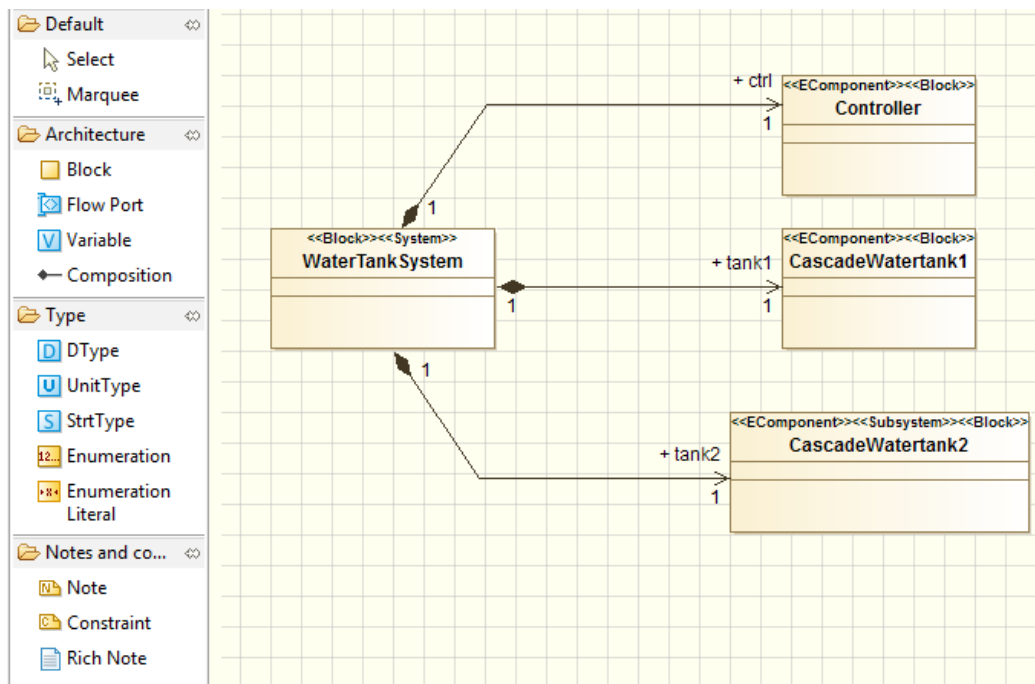 Default
Select
Marquee
Architecture
Block
Flow Port
Variable
Composition
Type
DType
UnitType
StrtType
Enumeration
Enumeration
Literal
Notes and co...
Note
Constraint
Rich Note
+ ctrl
1
1
<<EComponent>><<Block>>
Controller
<<Block>><<System>>
WaterTankSystem
+ tank1
1
1
<<EComponent>><<Block>>
CascadeWatertank1
1
+ tank2
1
<<EComponent>><<Subsystem>><<Block>>
CascadeWatertank2